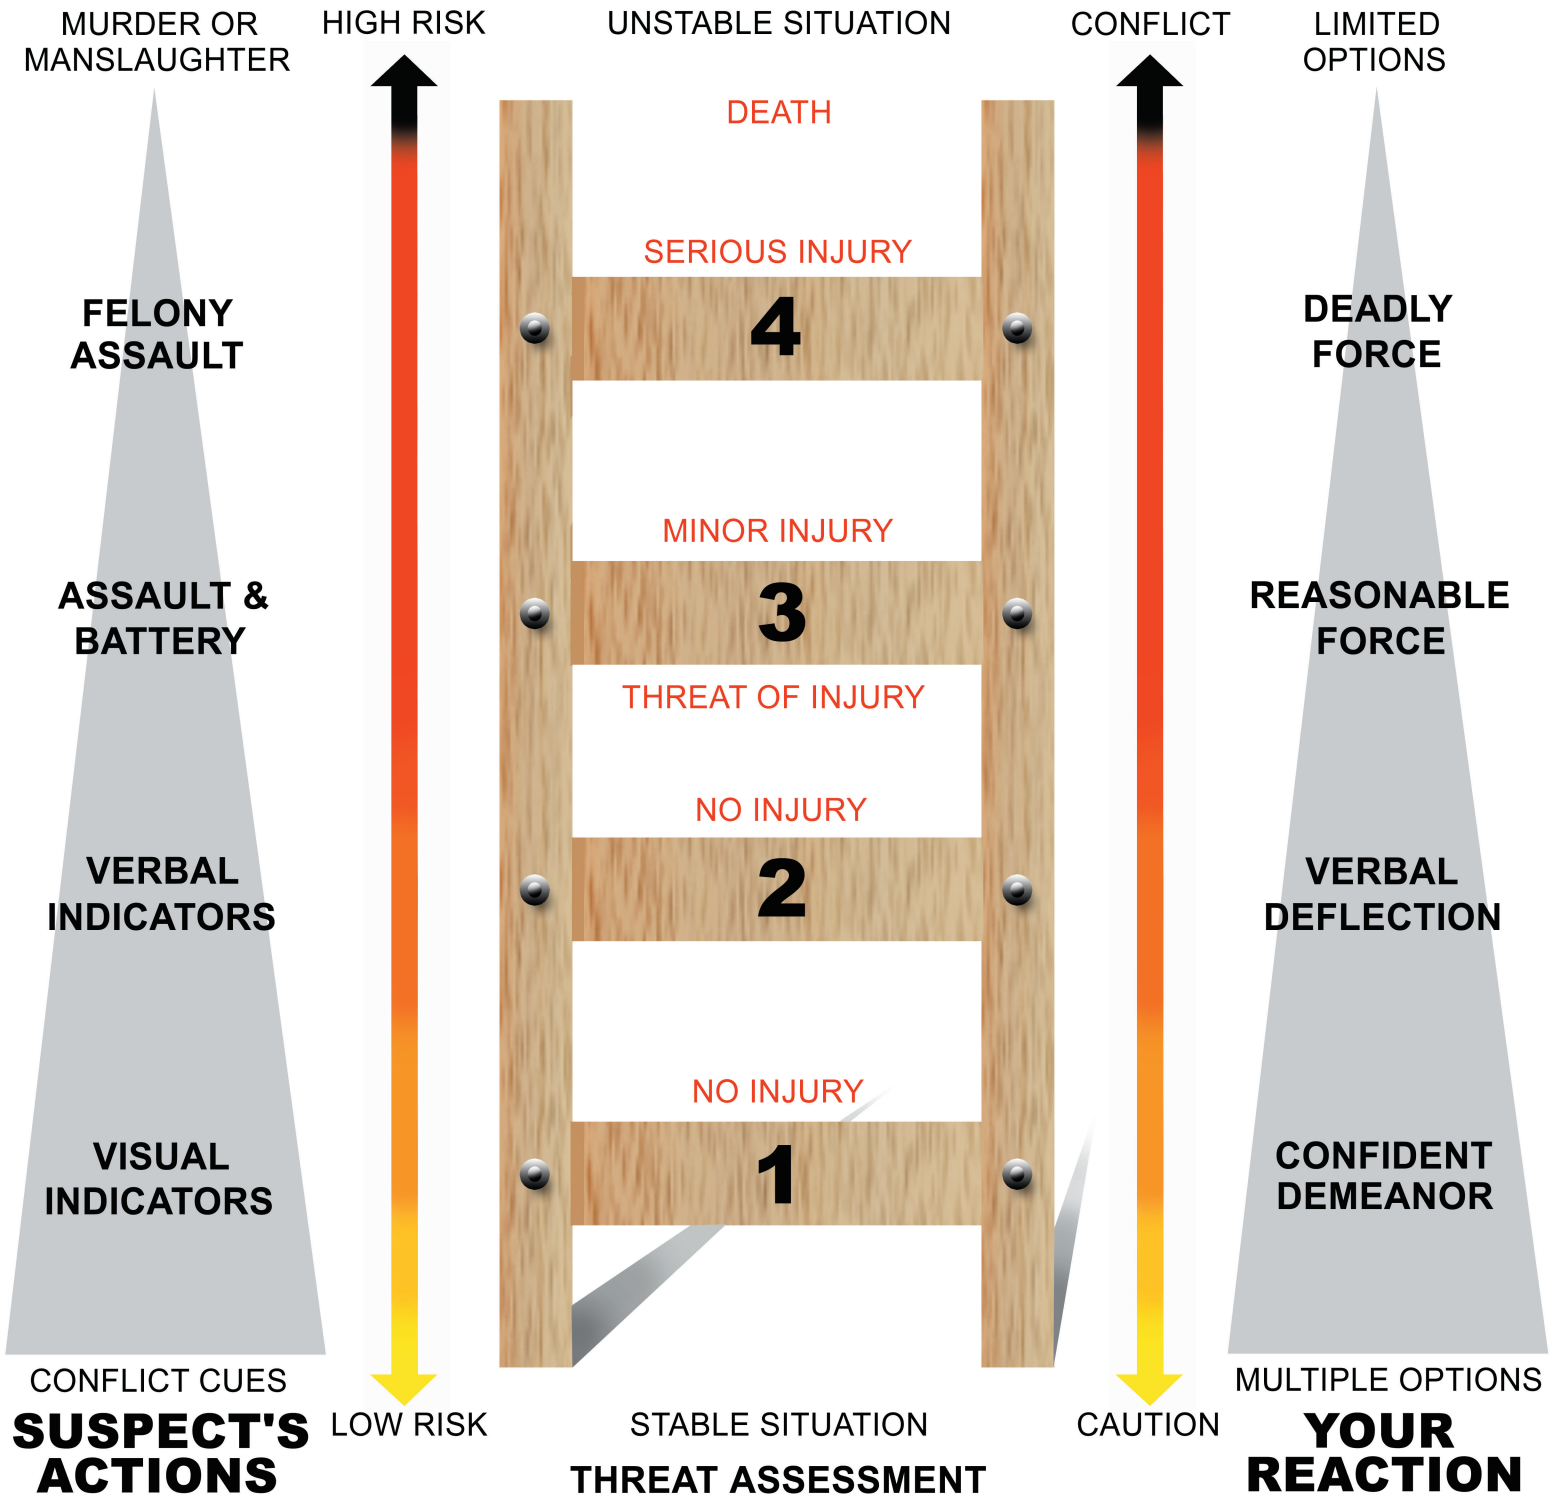 MURDER OR
MANSLAUGHTER
HIGH RISK
UNSTABLE SITUATION
CONFLICT
LIMITED
OPTIONS
DEATH
SERIOUS INJURY
FELONY
ASSAULT
4
DEADLY
FORCE
MINOR INJURY
ASSAULT &
BATTERY
3
REASONABLE
FORCE
THREAT OF INJURY
NO INJURY
VERBAL
INDICATORS
2
VERBAL
DEFLECTION
NO INJURY
VISUAL
INDICATORS
1
CONFIDENT
DEMEANOR
CONFLICT CUES
SUSPECT'S
ACTIONS
LOW RISK
STABLE SITUATION
THREAT ASSESSMENT
CAUTION
MULTIPLE OPTIONS
YOUR
REACTION